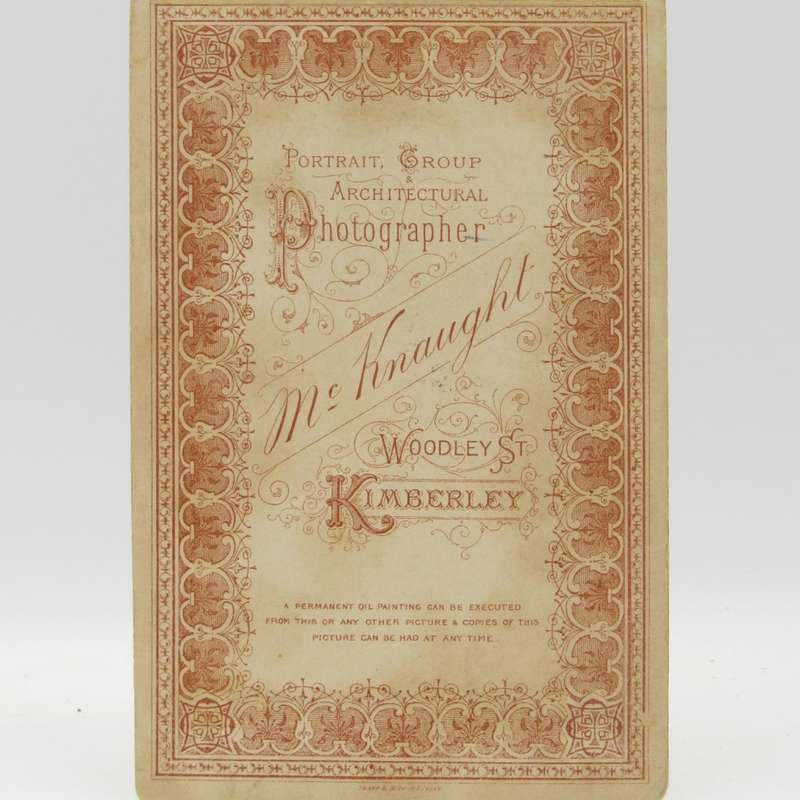 PORTRAIT, GROUP
&
ARCHITECTURAL
Photographer
Mc Knaught
WOODLEY ST
KIMBERLEY
A PERMANENT OIL PAINTING CAN BE EXECUTED
FROM THIS OR ANY OTHER PICTURE & COPIES OF THIS
PICTURE CAN BE HAD AT ANY TIME.